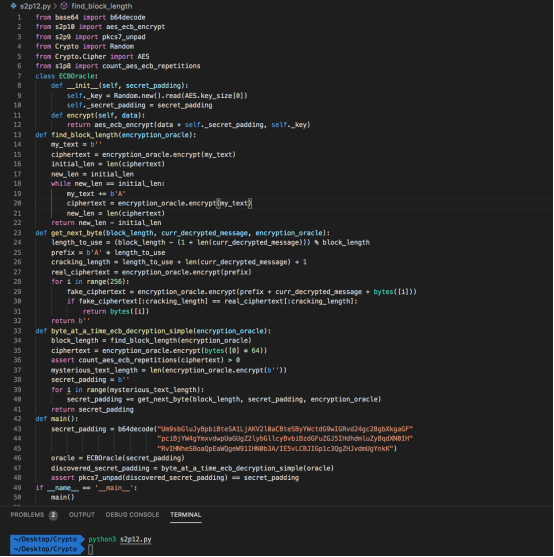 s2p12.py > find_block_length
1 from base64 import b64decode
2 from s2p10 import aes_ecb_encrypt
3 from s2p9 import pkcs7_unpad
4 from Crypto import Random
5 from Crypto.Cipher import AES
6 from s1p8 import count_aes_ecb_repetitions
7 class ECBOracle:
8 def __init__(self, secret_padding):
9 self._key = Random.new().read(AES.key_size[0])
10 self._secret_padding = secret_padding
11 def encrypt(self, data):
12 return aes_ecb_encrypt(data + self._secret_padding, self._key)
13 def find_block_length(encryption_oracle):
14 my_text = b''
15 ciphertext = encryption_oracle.encrypt(my_text)
16 initial_len = len(ciphertext)
17 new_len = initial_len
18 while new_len == initial_len:
19 my_text += b'A'
20 ciphertext = encryption_oracle.encrypt(my_text)
21 new_len = len(ciphertext)
22 return new_len - initial_len
23 def get_next_byte(block_length, curr_decrypted_message, encryption_oracle):
24 length_to_use = (block_length - (1 + len(curr_decrypted_message))) % block_length
25 prefix = b'A' * length_to_use
26 cracking_length = length_to_use + len(curr_decrypted_message) + 1
27 real_ciphertext = encryption_oracle.encrypt(prefix)
28 for i in range(256):
29 fake_ciphertext = encryption_oracle.encrypt(prefix + curr_decrypted_message + bytes([i]))
30 if fake_ciphertext[:cracking_length] == real_ciphertext[:cracking_length]:
31 return bytes([i])
32 return b''
33 def byte_at_a_time_ecb_decryption_simple(encryption_oracle):
34 block_length = find_block_length(encryption_oracle)
35 ciphertext = encryption_oracle.encrypt(bytes([0] * 64))
36 assert count_aes_ecb_repetitions(ciphertext) > 0
37 mysterious_text_length = len(encryption_oracle.encrypt(b''))
38 secret_padding = b''
39 for i in range(mysterious_text_length):
40 secret_padding += get_next_byte(block_length, secret_padding, encryption_oracle)
41 return secret_padding
42 def main():
43 secret_padding = b64decode("Um9sbGluJyBpbiBteSA1LjAKV2l0aCBteSByYWctdG9wIGRvd24gc28gbXkgaGF"
44 "pciBjYW4gYmxvdwpUaGUgZ2lybGllcyBvbiBzdGFuZGJ5IHdhdmluZyBqdXN0IH"
45 "RvIHNheSBoaQpEaWQgeW91IHN0b3A/IE5vLCBJIGp1c3QgZHJvdmUgYnkK")
46 oracle = ECBOracle(secret_padding)
47 discovered_secret_padding = byte_at_a_time_ecb_decryption_simple(oracle)
48 assert pkcs7_unpad(discovered_secret_padding) == secret_padding
49 if __name__ == '__main__':
50 main()
PROBLEMS 2 OUTPUT DEBUG CONSOLE TERMINAL
~/Desktop/Crypto python3 s2p12.py
~/Desktop/Crypto